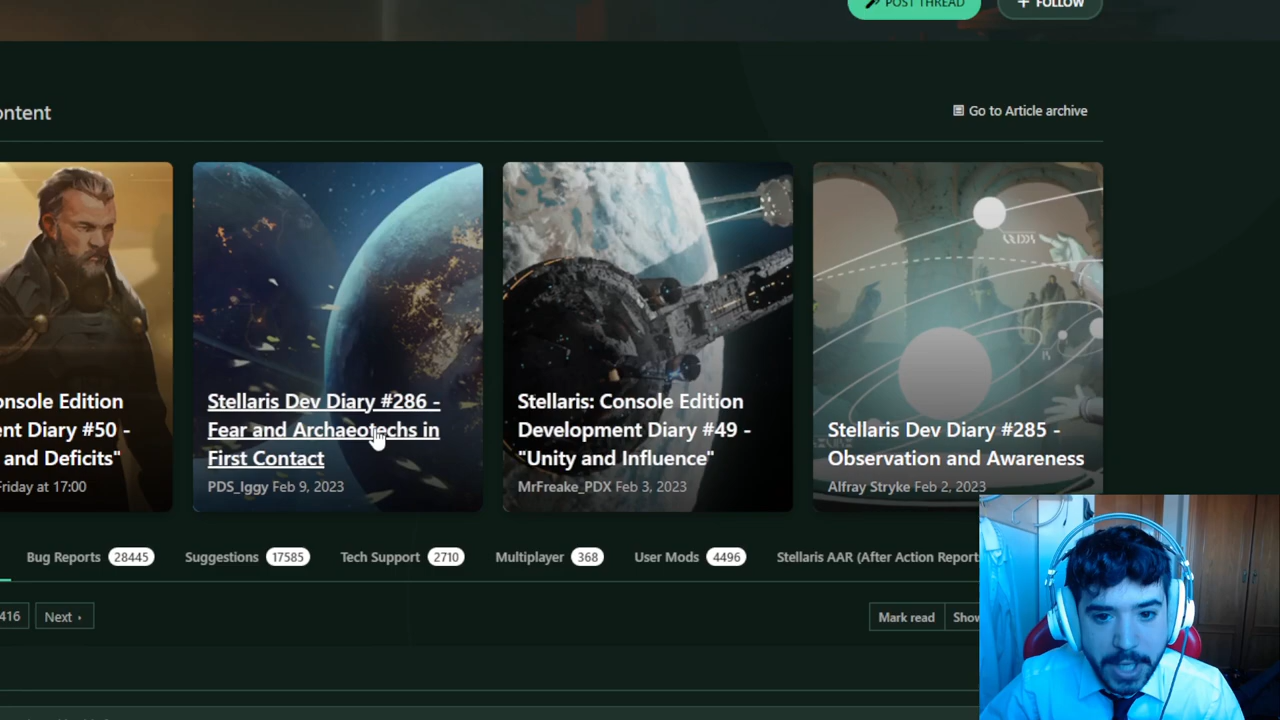 POST THREAD
FOLLOW
ontent
Go to Article archive
onsole Edition
ent Diary #50 -
and Deficits"
Friday at 17:00
Stellaris Dev Diary #286 -
Fear and Archaeotechs in
First Contact
PDS_Iggy Feb 9, 2023
Stellaris: Console Edition
Development Diary #49 -
"Unity and Influence"
MrFreake_PDX Feb 3, 2023
Stellaris Dev Diary #285 -
Observation and Awareness
Alfray Stryke Feb 2, 2023
Bug Reports 28445 Suggestions 17585 Tech Support 2710 Multiplayer 368 User Mods 4496 Stellaris AAR (After Action Report
416 Next
Mark read Show